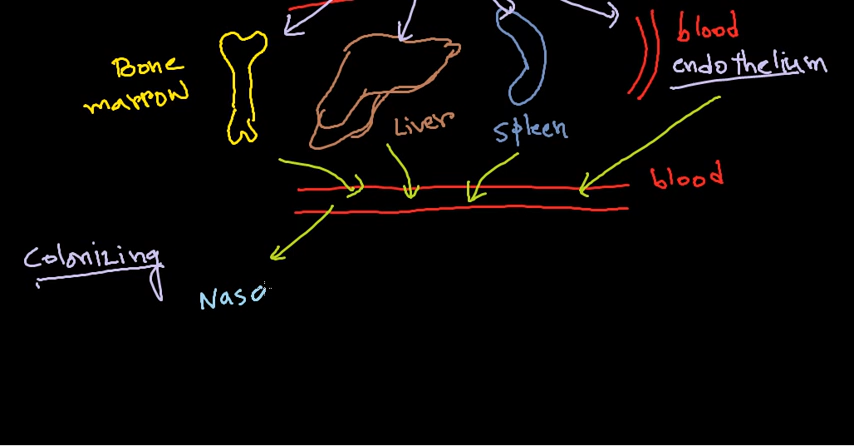 Bone
marrow
Liver
Spleen
blood
endothelium
blood
Colonizing
Naso